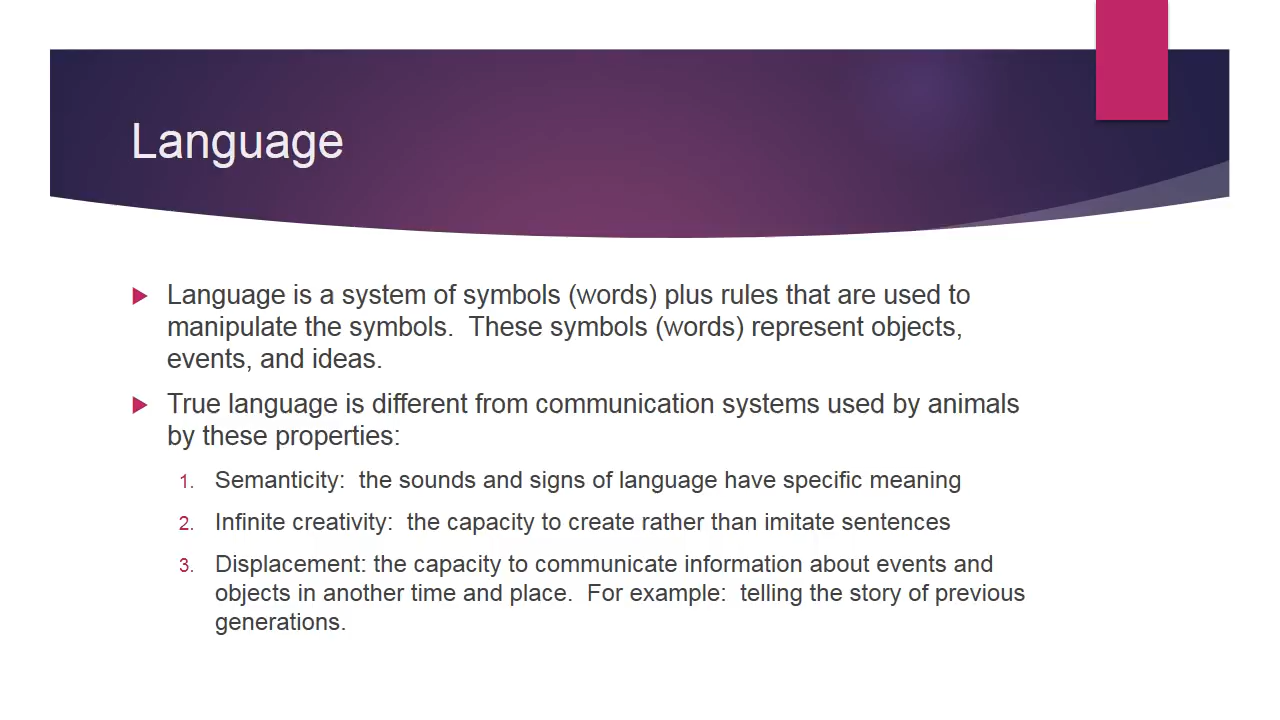 Language
Language is a system of symbols (words) plus rules that are used to
manipulate the symbols.  These symbols (words) represent objects,
events, and ideas.
True language is different from communication systems used by animals
by these properties:
1. Semanticity:  the sounds and signs of language have specific meaning
2. Infinite creativity:  the capacity to create rather than imitate sentences
3. Displacement: the capacity to communicate information about events and
objects in another time and place.  For example:  telling the story of previous
generations.